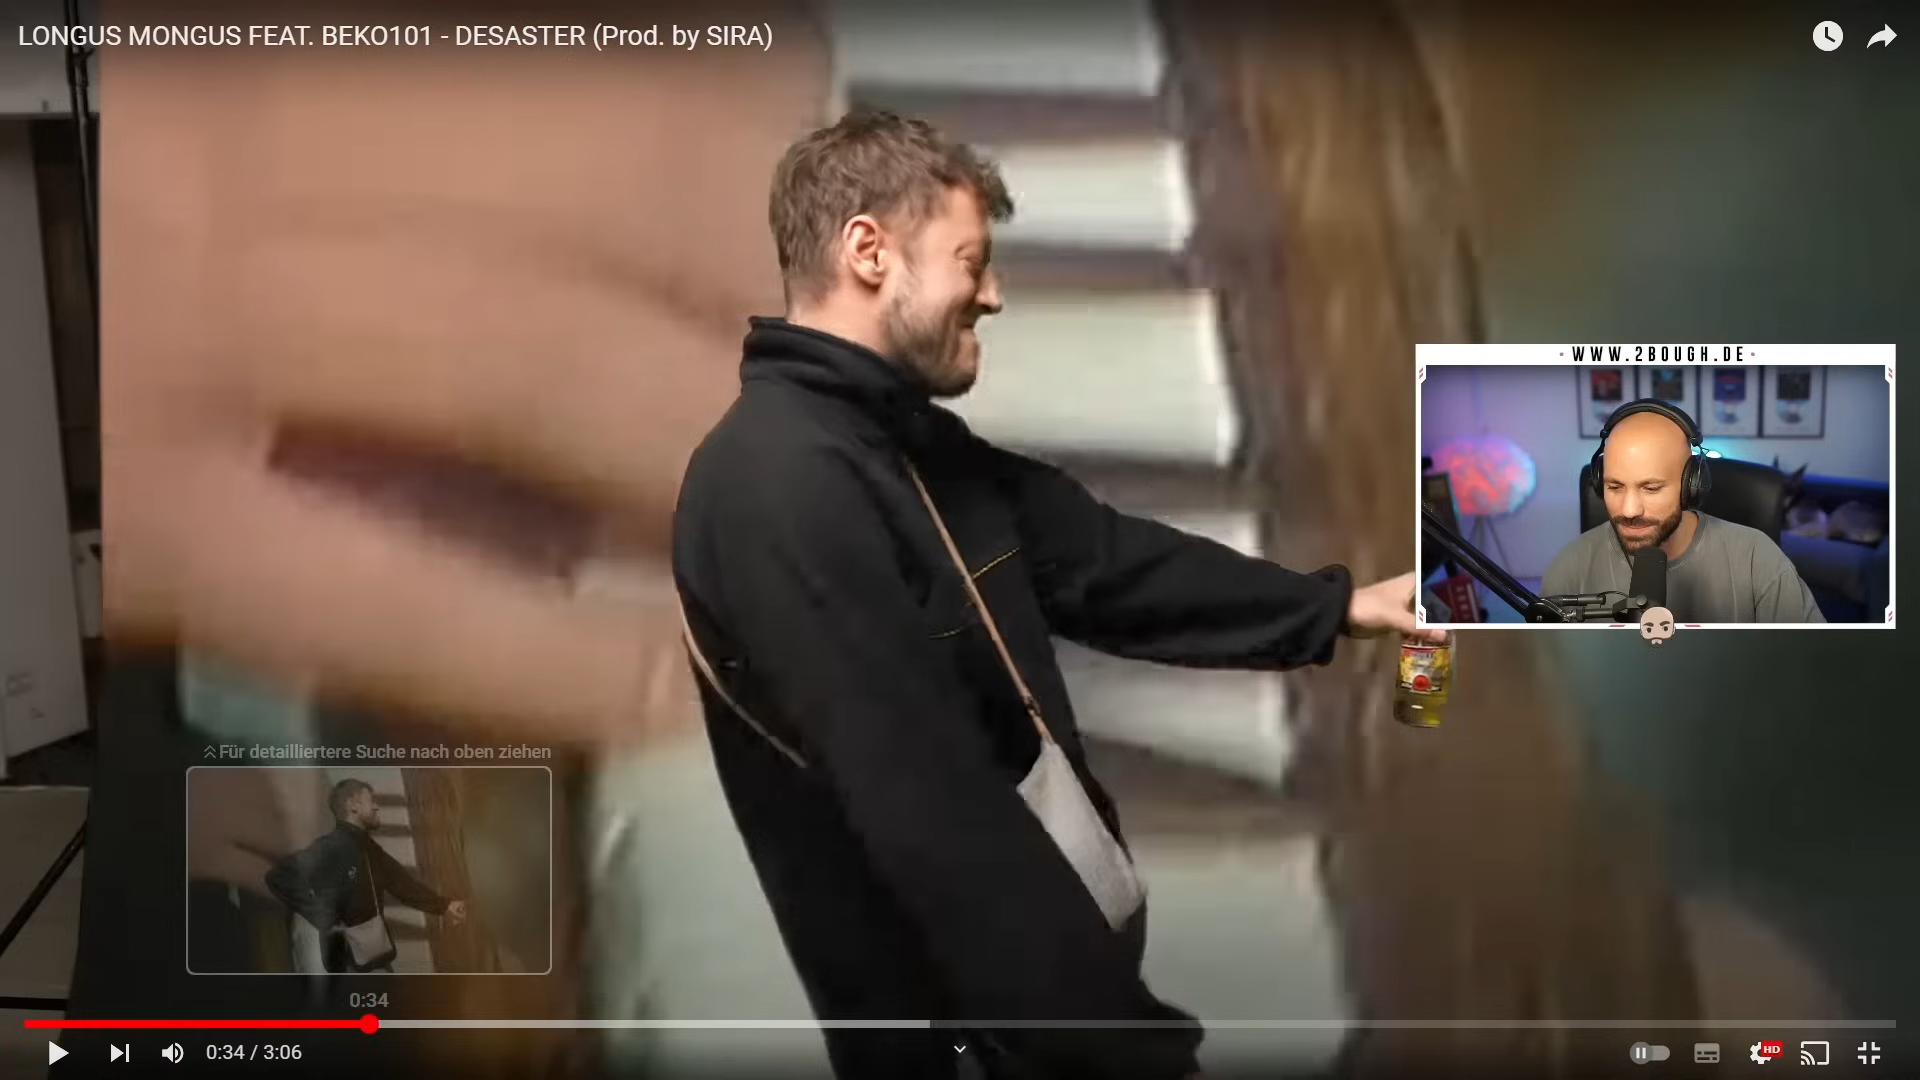 LONGUS MONGUS FEAT. BEKO101 - DESASTER (Prod. by SIRA)
WWW.2BOUGH.DE
Für detailliertere Suche nach oben ziehen
0:34
0:34 / 3:06
HD